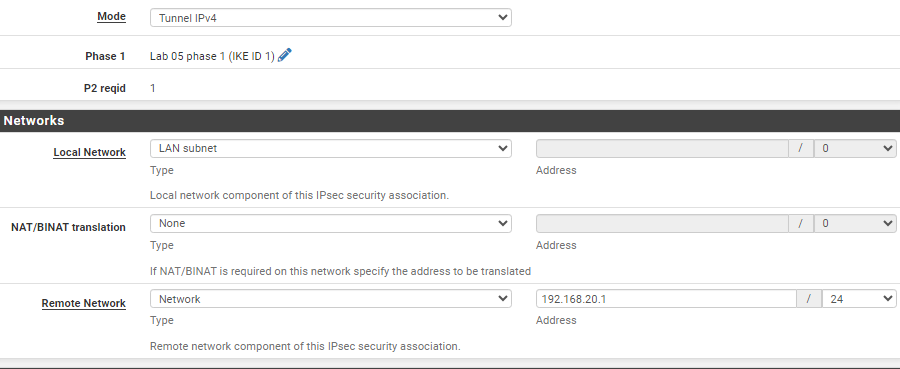 Mode Tunnel IPv4
Phase 1 Lab 05 phase 1 (IKE ID 1)
P2 reqid 1
Networks
Local Network LAN subnet / 0
Type Address
Local network component of this IPsec security association.
NAT/BINAT translation None / 0
Type Address
If NAT/BINAT is required on this network specify the address to be translated
Remote Network Network 192.168.20.1 / 24
Type Address
Remote network component of this IPsec security association.